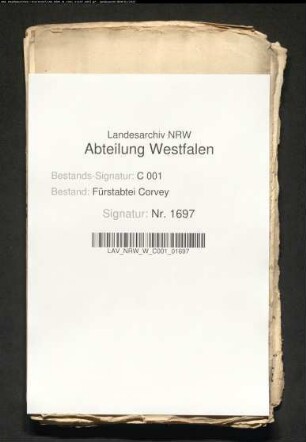 Landesarchiv NRW
Abteilung Westfalen
Bestands-Signatur: C 001
Bestand: Fürstabtei Corvey
Signatur: Nr. 1697
LAV_NRW_W_C001_01697